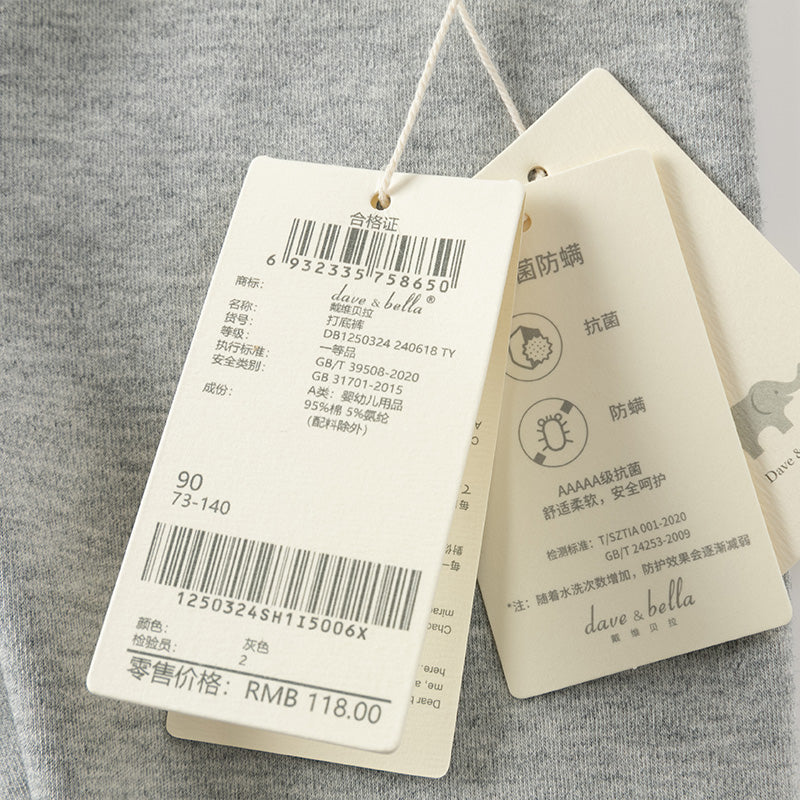 合格证
6 932335 758650
商标: dave & bella®
戴维贝拉
名称: 打底裤
货号: DB1250324 240618 TY
等级: 一等品
执行标准: GB/T 39508-2020
GB 31701-2015
安全类别: A类: 婴幼儿用品
成份: 95%棉 5%氨纶
(配料除外)
90
73-140
1250324SH1I5006X
颜色: 灰色
检验员: 2
零售价格: RMB 118.00
菌防螨
抗菌
防螨
AAAAA级抗菌
舒适柔软，安全呵护
检测标准: T/SZTIA 001-2020
GB/T 24253-2009
*注: 随着水洗次数增加，防护效果会逐渐减弱
dave & bella
戴维贝拉
Dave &
Dear
me, a
here.
Chao
mirac